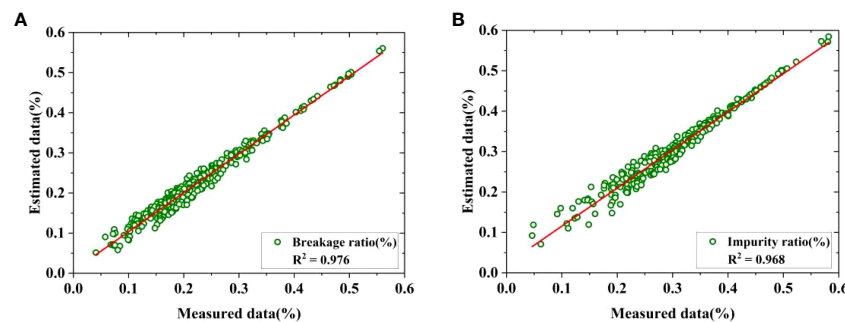 A
0.6
0.5
0.4
0.3
0.2
0.1
0.0
Estimated data(%)
Breakage ratio(%)
R² = 0.976
0.0 0.1 0.2 0.3 0.4 0.5 0.6
Measured data(%)
B
0.6
0.5
0.4
0.3
0.2
0.1
0.0
Estimated data(%)
Impurity ratio(%)
R² = 0.968
0.0 0.1 0.2 0.3 0.4 0.5 0.6
Measured data(%)